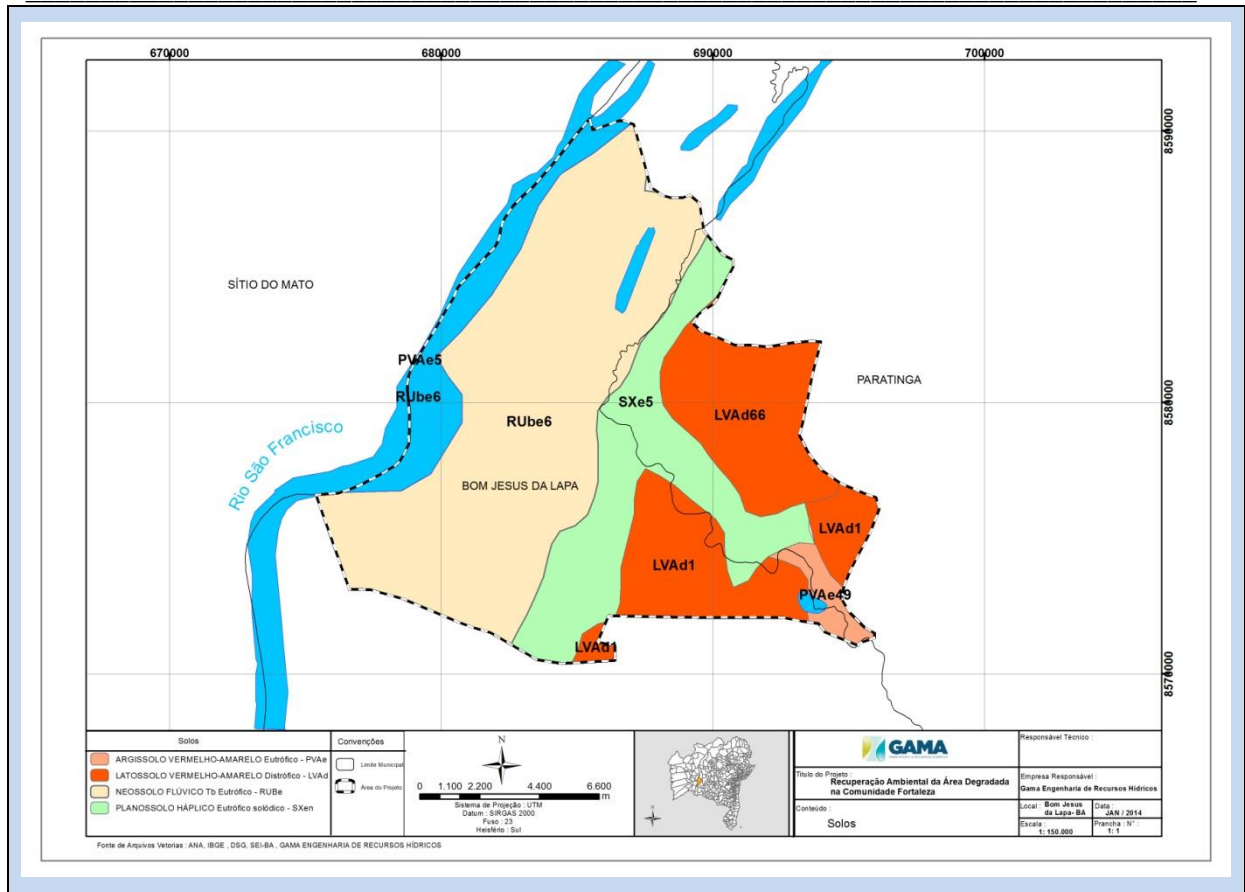 670000 680000 690000 700000
8590000
SÍTIO DO MATO
PVAe5
PARATINGA
8580000
RUbe6
SXe5
LVAd66
RUbe6
Rio São Francisco
BOM JESUS DA LAPA
LVAd1
LVAd1
PVAe49
LVAd1
8570000
Solos
ARGISSOLO VERMELHO-AMARELO Eutrófico - PVAe
LATOSSOLO VERMELHO-AMARELO Distrófico - LVAd
NEOSSOLO FLÚVICO Tb Eutrófico - RUBe
PLANOSSOLO HÁPLICO Eutrófico solódico - SXen
Convenções
Limite Municipal
Área do Projeto
N
0 1.100 2.200 4.400 6.600
m
Sistema de Projeção : UTM
Datum : SIRGAS 2000
Fuso : 23
Heisfério : Sul
N
GAMA
Titulo do Projeto :
Recuperação Ambiental da Área Degradada
na Comunidade Fortaleza
Conteúdo :
Solos
Responsável Técnico :
Empresa Responsável :
Gama Engenharia de Recursos Hídricos
Local : Bom Jesus
da Lapa- BA
Data :
JAN / 2014
Escala :
1: 150.000
Prancha : N° :
1: 1
Fonte de Arquivos Vetorias : ANA, IBGE , DSG, SEI-BA , GAMA ENGENHARIA DE RECURSOS HÍDRICOS